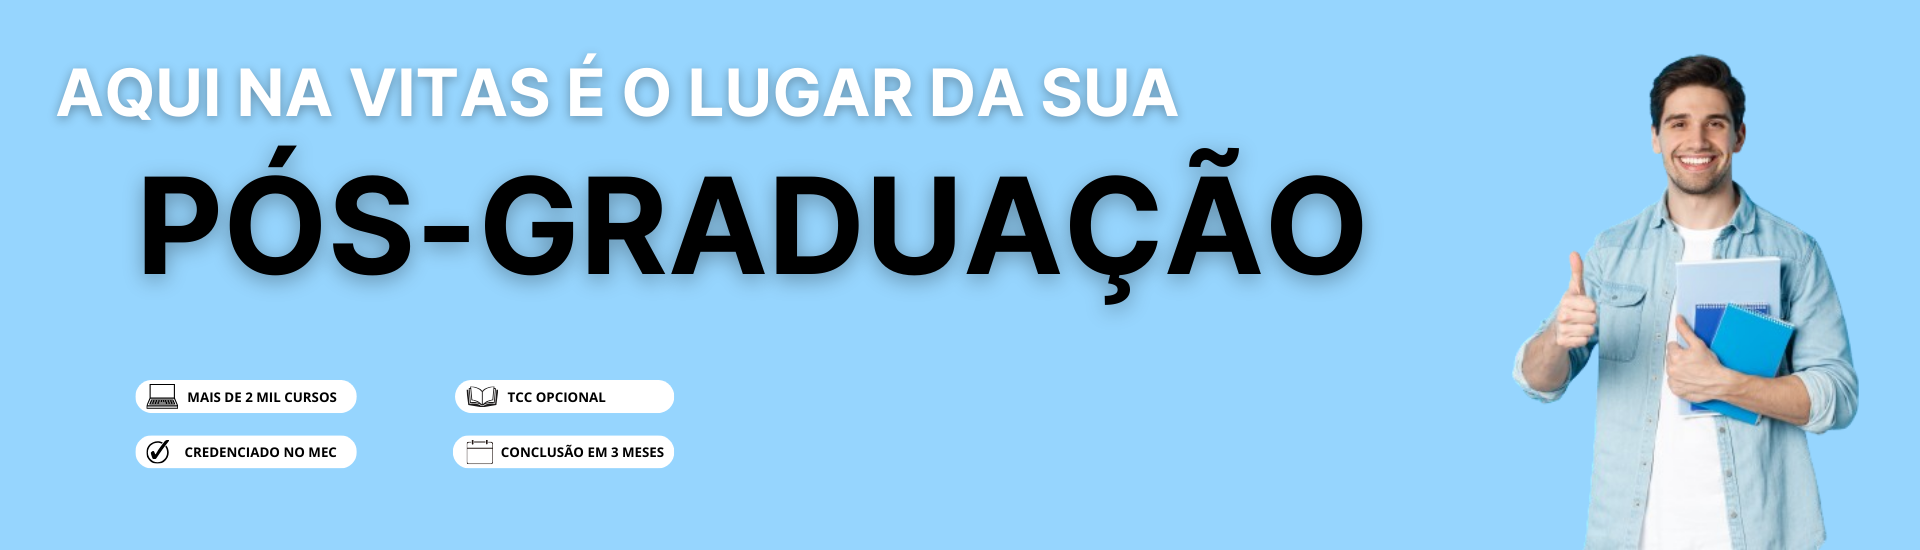 AQUI NA VITAS É O LUGAR DA SUA
PÓS-GRADUAÇÃO
MAIS DE 2 MIL CURSOS
TCC OPCIONAL
CREDENCIADO NO MEC
CONCLUSÃO EM 3 MESES